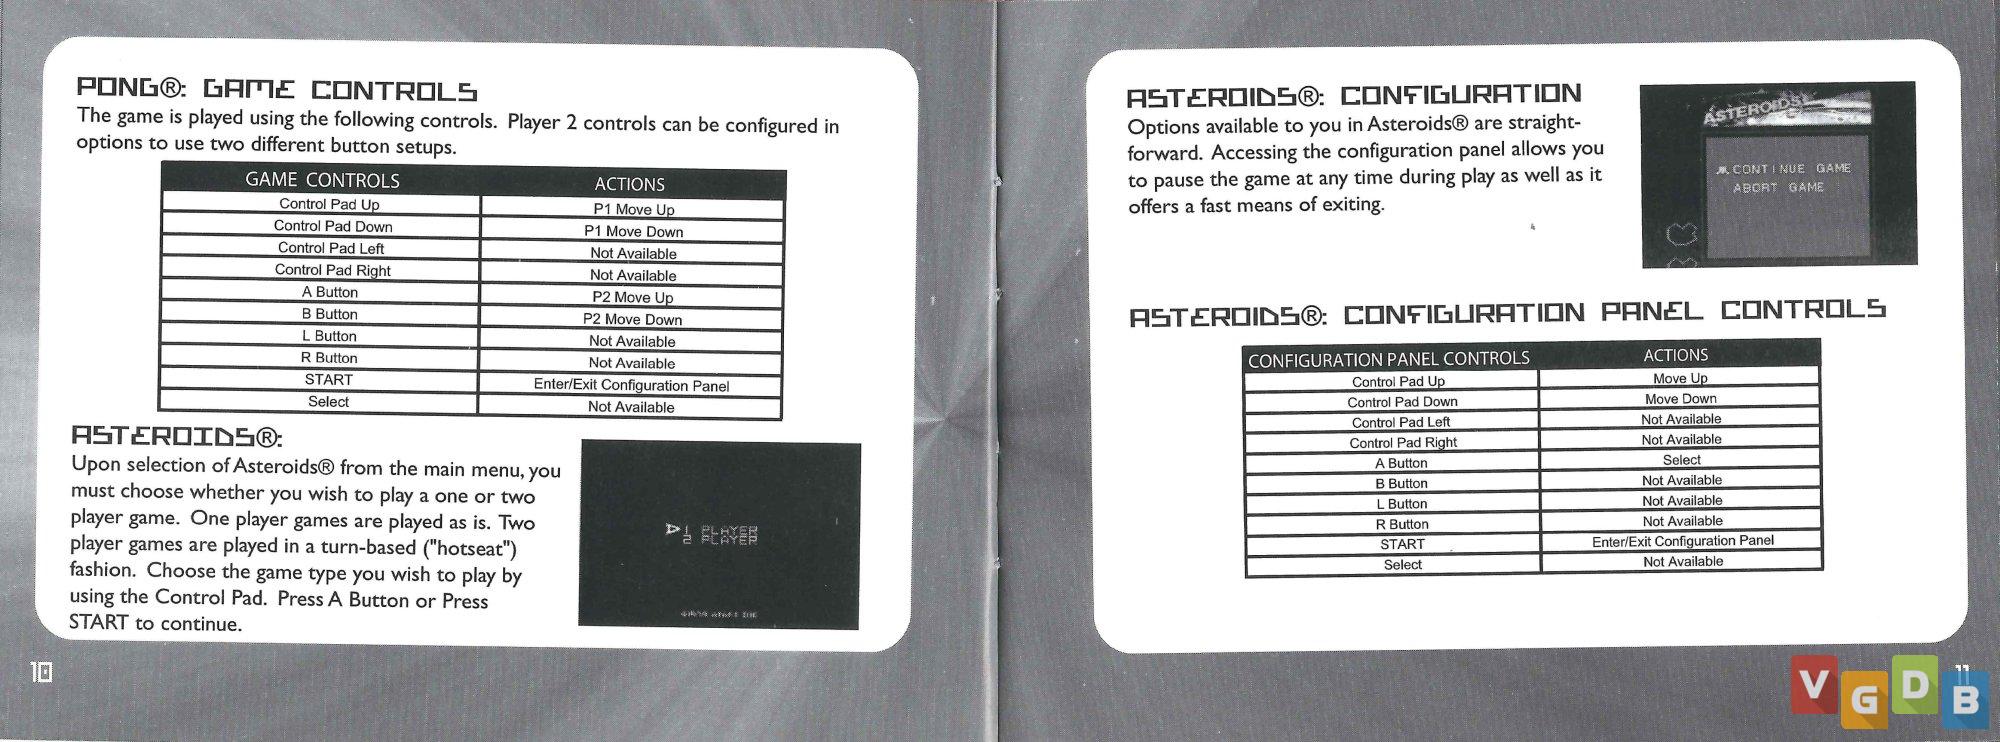 PONG®: GAME CONTROLS
The game is played using the following controls. Player 2 controls can be configured in
options to use two different button setups.
GAME CONTROLS ACTIONS
Control Pad Up P1 Move Up
Control Pad Down P1 Move Down
Control Pad Left Not Available
Control Pad Right Not Available
A Button P2 Move Up
B Button P2 Move Down
L Button Not Available
R Button Not Available
START Enter/Exit Configuration Panel
Select Not Available
ASTEROIDS®:
Upon selection of Asteroids® from the main menu, you
must choose whether you wish to play a one or two
player game. One player games are played as is. Two
player games are played in a turn-based ("hotseat")
fashion. Choose the game type you wish to play by
using the Control Pad. Press A Button or Press
START to continue.
1 PLAYER
2 PLAYER
10
ASTEROIDS®: CONFIGURATION
Options available to you in Asteroids® are straight-
forward. Accessing the configuration panel allows you
to pause the game at any time during play as well as it
offers a fast means of exiting.
ASTEROIDS
CONTINUE GAME
ABORT GAME
ASTEROIDS®: CONFIGURATION PANEL CONTROLS
CONFIGURATION PANEL CONTROLS ACTIONS
Control Pad Up Move Up
Control Pad Down Move Down
Control Pad Left Not Available
Control Pad Right Not Available
A Button Select
B Button Not Available
L Button Not Available
R Button Not Available
START Enter/Exit Configuration Panel
Select Not Available
11
VGDB